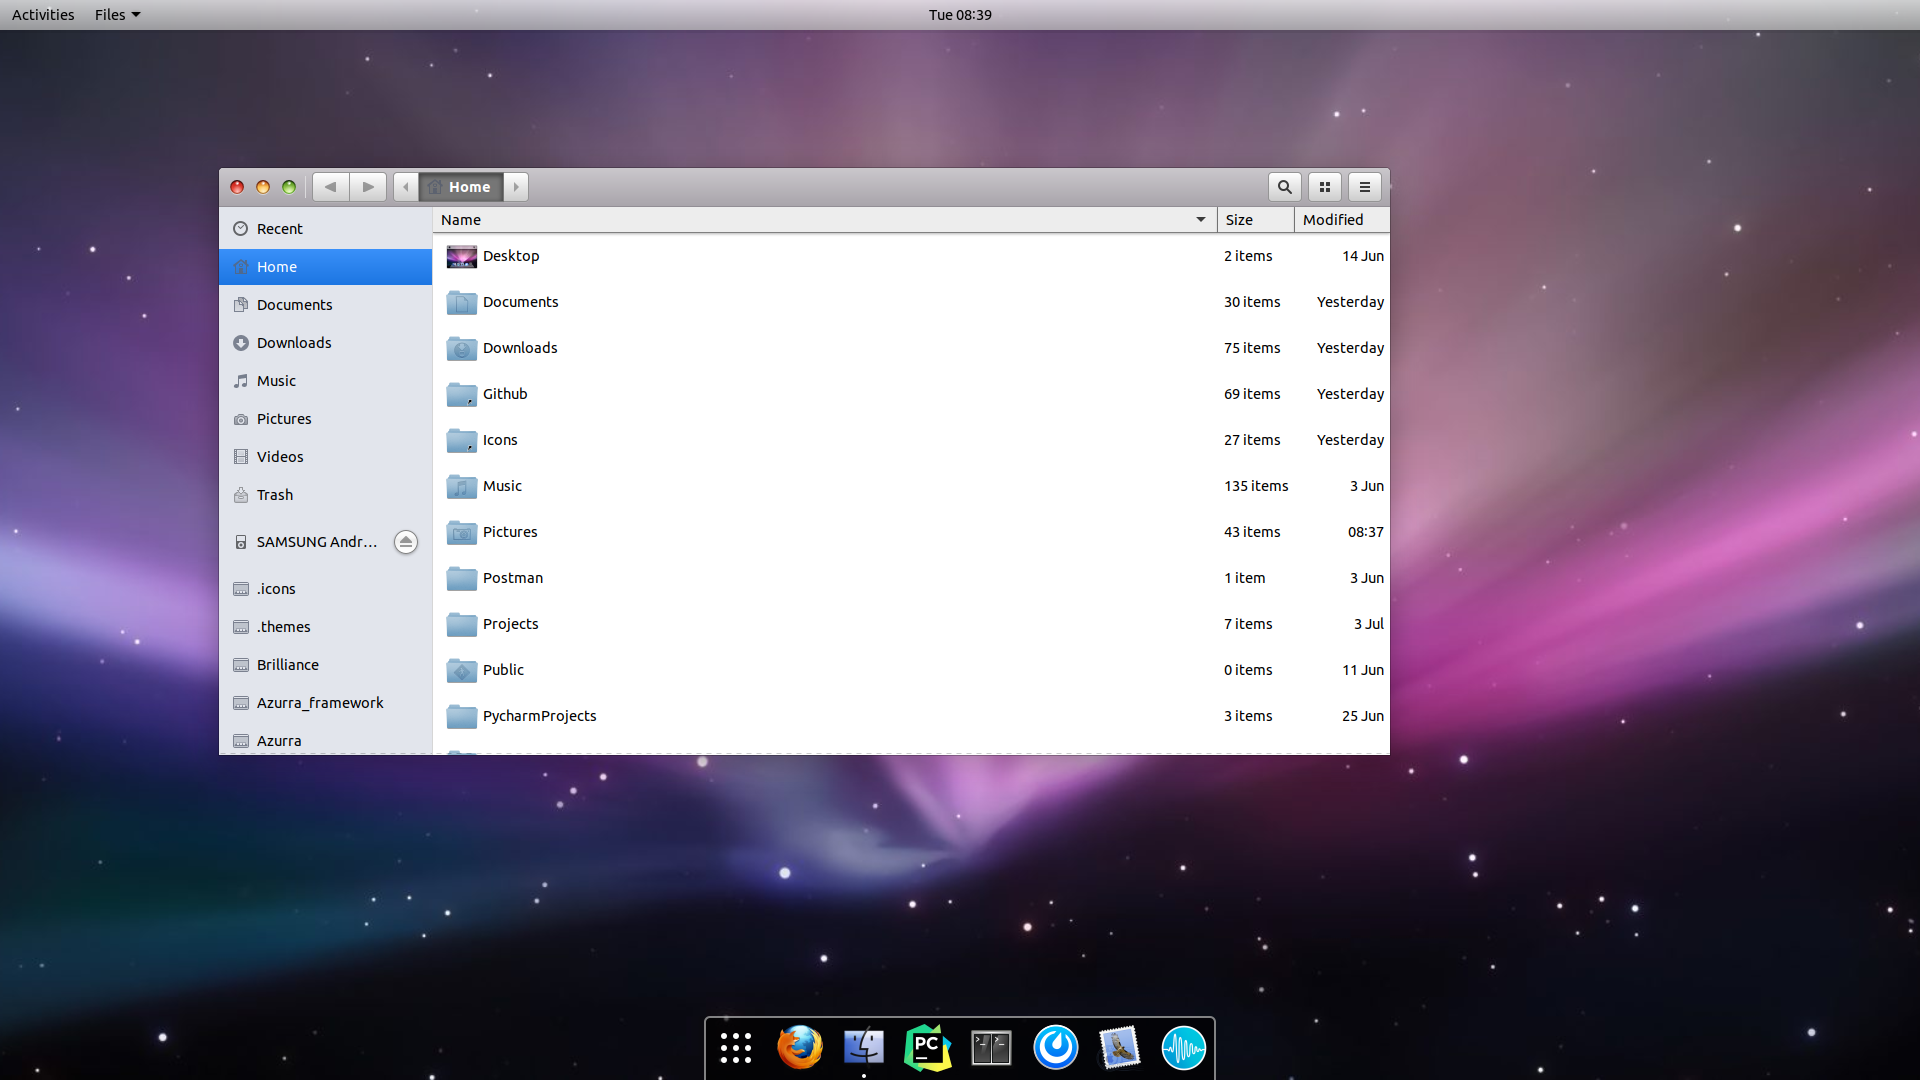 Activities Files Tue 08:39
Home
Name Size Modified
Recent
Home
Documents
Downloads
Music
Pictures
Videos
Trash
SAMSUNG Andr...
.icons
.themes
Brilliance
Azurra_framework
Azurra
Desktop 2 items 14 Jun
Documents 30 items Yesterday
Downloads 75 items Yesterday
Github 69 items Yesterday
Icons 27 items Yesterday
Music 135 items 3 Jun
Pictures 43 items 08:37
Postman 1 item 3 Jun
Projects 7 items 3 Jul
Public 0 items 11 Jun
PycharmProjects 3 items 25 Jun
PC